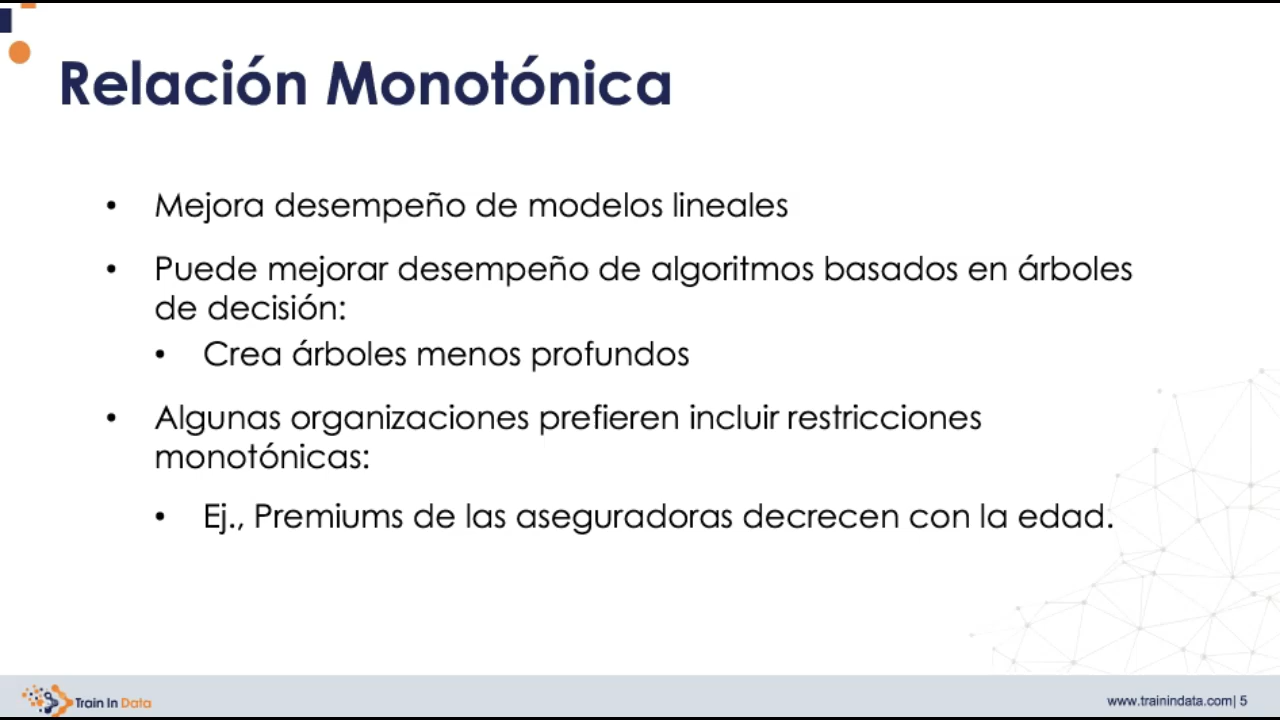 Relación Monotónica
• Mejora desempeño de modelos lineales
• Puede mejorar desempeño de algoritmos basados en árboles
de decisión:
• Crea árboles menos profundos
• Algunas organizaciones prefieren incluir restricciones
monotónicas:
• Ej., Premiums de las aseguradoras decrecen con la edad.
Train In Data
www.trainindata.com| 5